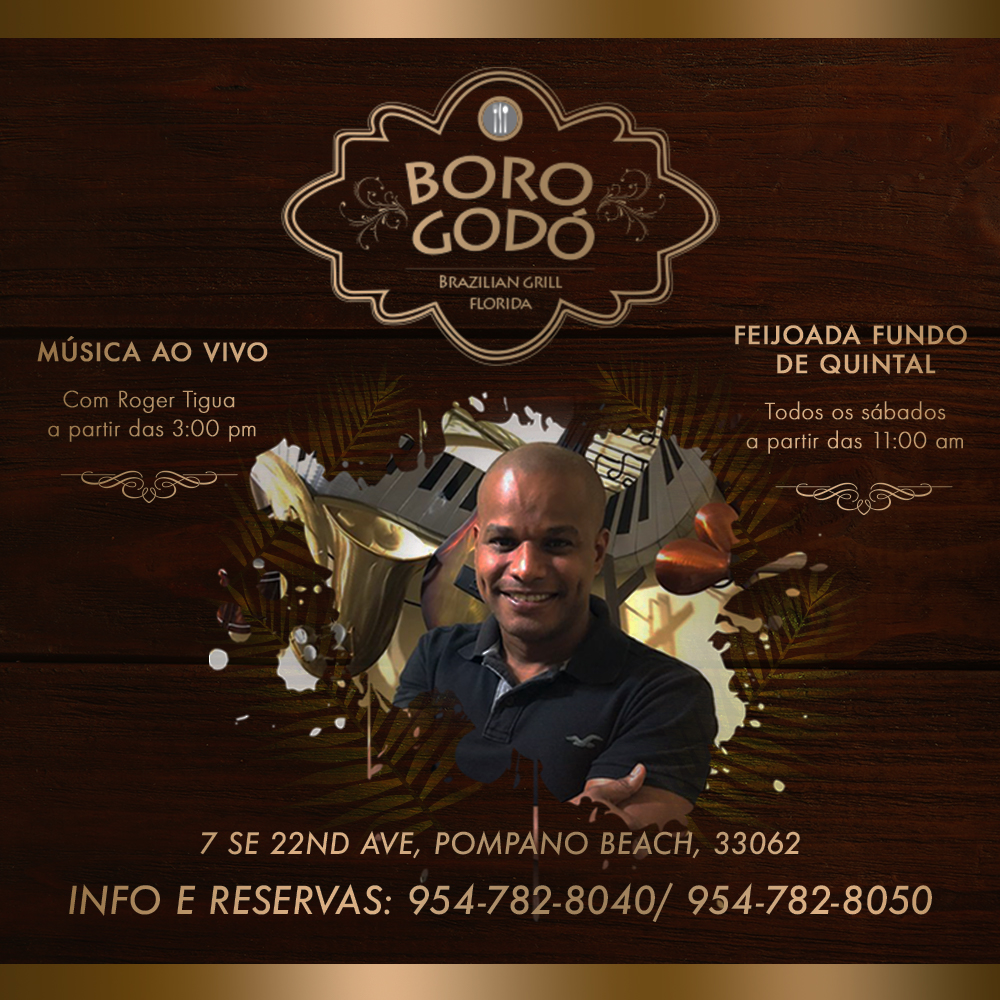 BORO
GODÓ
BRAZILIAN GRILL
FLORIDA
MÚSICA AO VIVO
Com Roger Tigua
a partir das 3:00 pm
FEIJOADA FUNDO
DE QUINTAL
Todos os sábados
a partir das 11:00 am
7 SE 22ND AVE, POMPANO BEACH, 33062
INFO E RESERVAS: 954-782-8040/ 954-782-8050